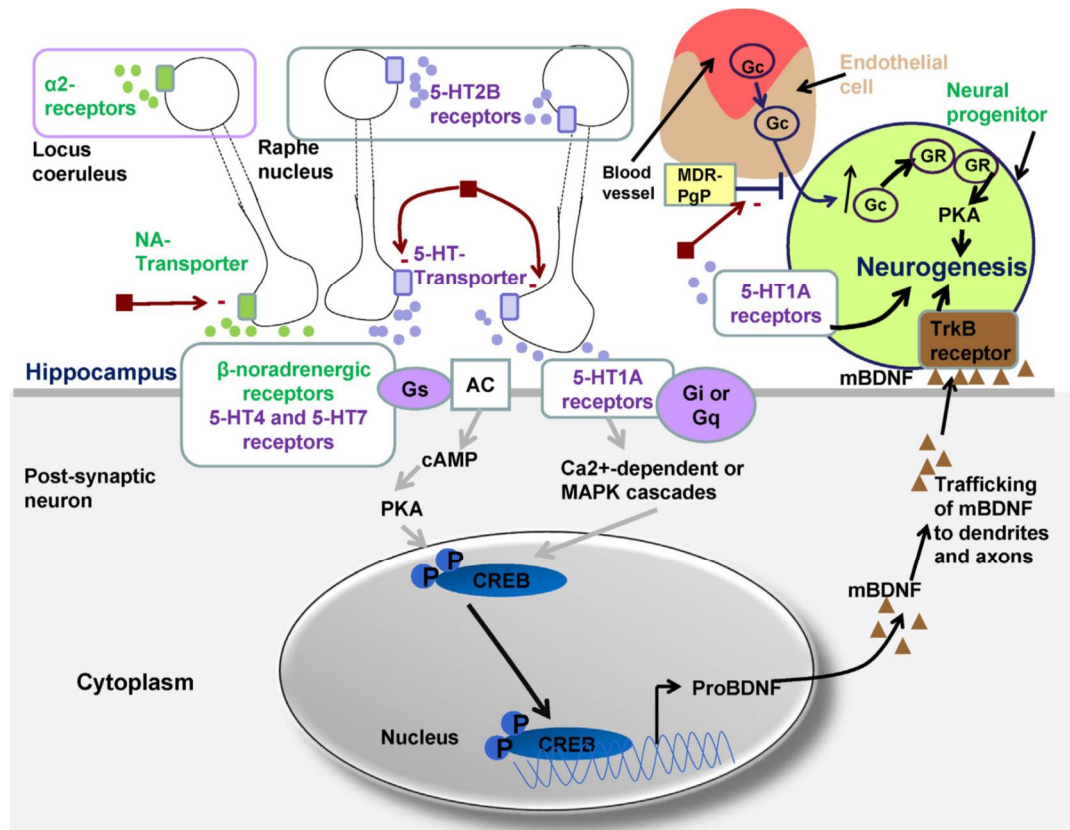 α2-
receptors
Locus
coeruleus
5-HT2B
receptors
Raphe
nucleus
Gc
Gc
Endothelial
cell
Neural
progenitor
Blood
vessel
MDR-
PgP
-
GR
GR
Gc
PKA
Neurogenesis
NA-
Transporter
-
5-HT-
Transporter
-
-
5-HT1A
receptors
TrkB
receptor
mBDNF
Hippocampus
β-noradrenergic
receptors
5-HT4 and 5-HT7
receptors
Gs
AC
5-HT1A
receptors
Gi or
Gq
Post-synaptic
neuron
cAMP
PKA
Ca2+-dependent or
MAPK cascades
Trafficking
of mBDNF
to dendrites
and axons
mBDNF
P
P
CREB
Cytoplasm
ProBDNF
Nucleus
P
P
CREB